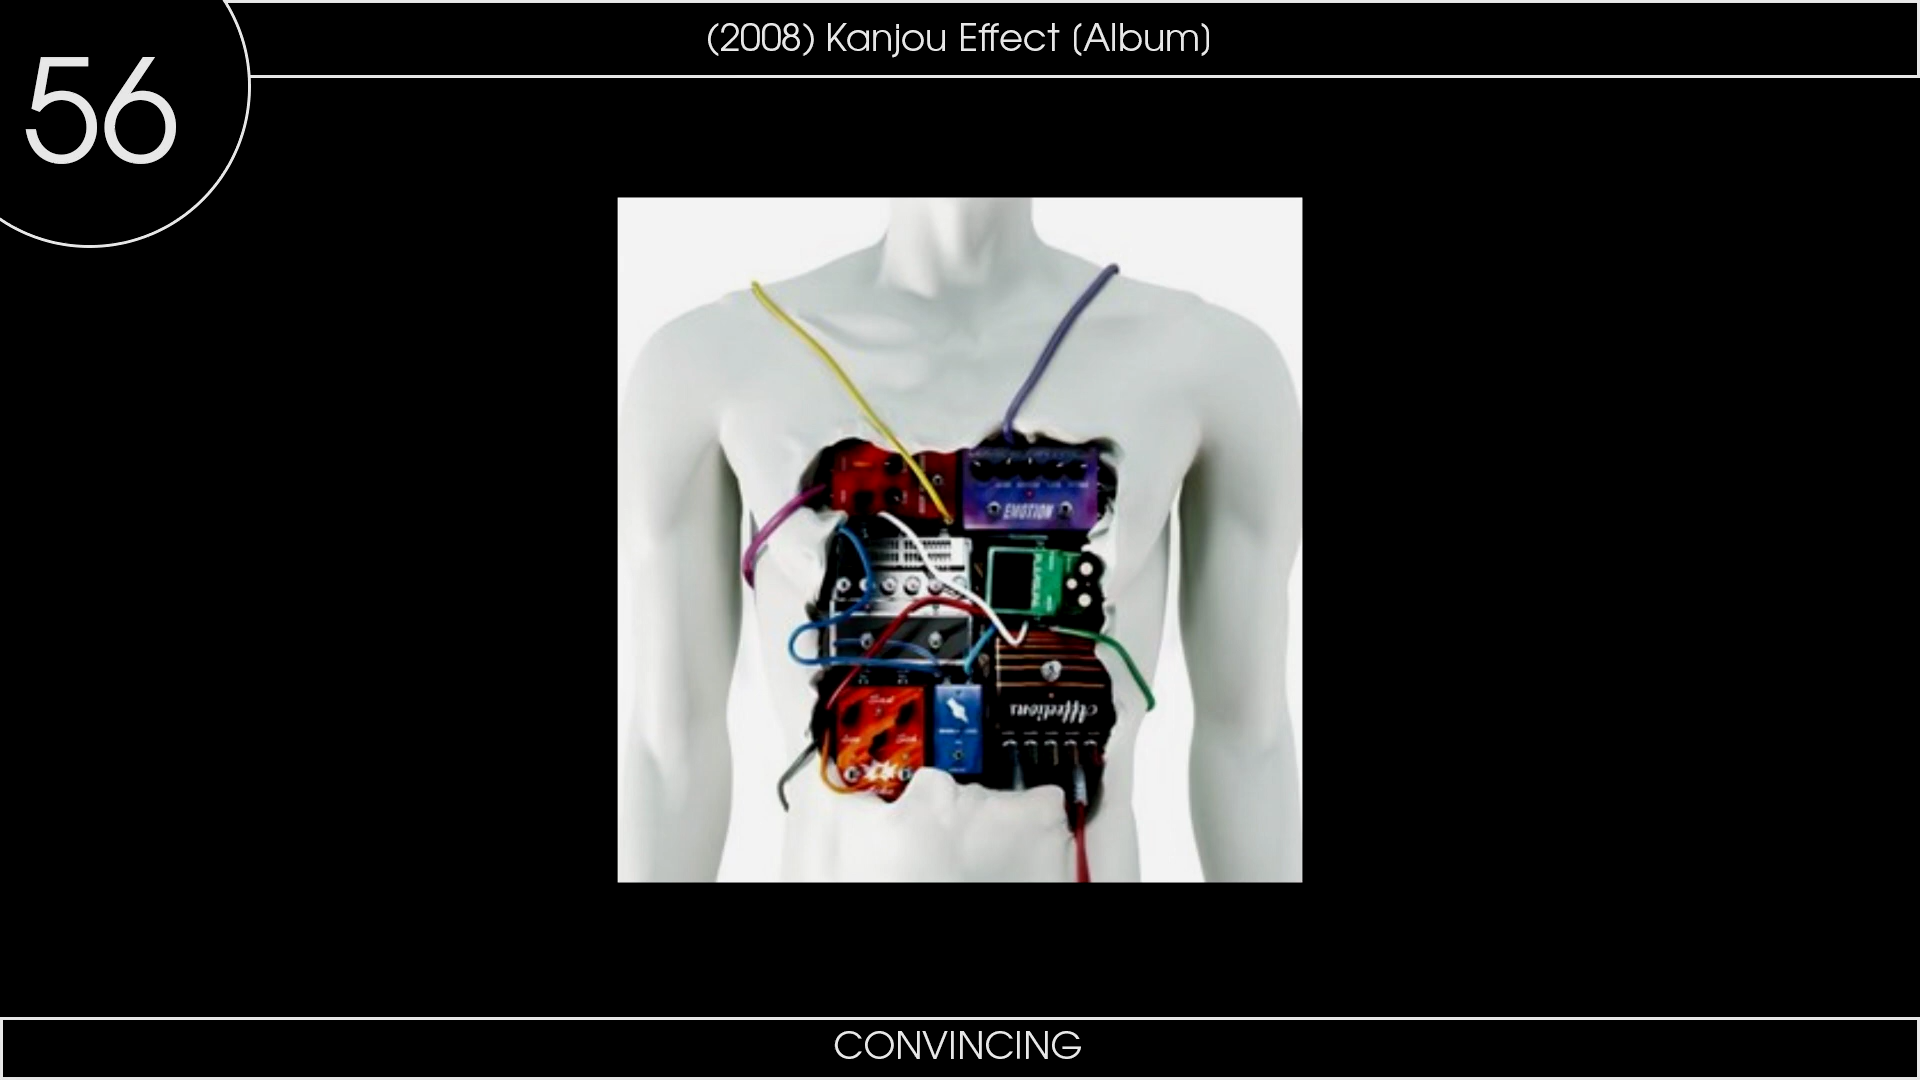 56
(2008) Kanjou Effect (Album)
EMOTION
Affections
CONVINCING